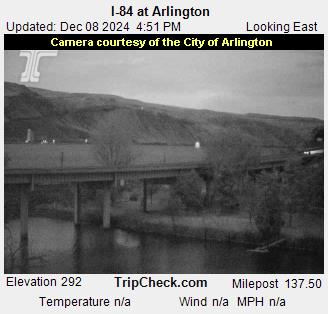 I-84 at Arlington
Updated: Dec 08 2024 4:51 PM Looking East
Camera courtesy of the City of Arlington
Elevation 292 TripCheck.com Milepost 137.50
Temperature n/a Wind n/a MPH n/a